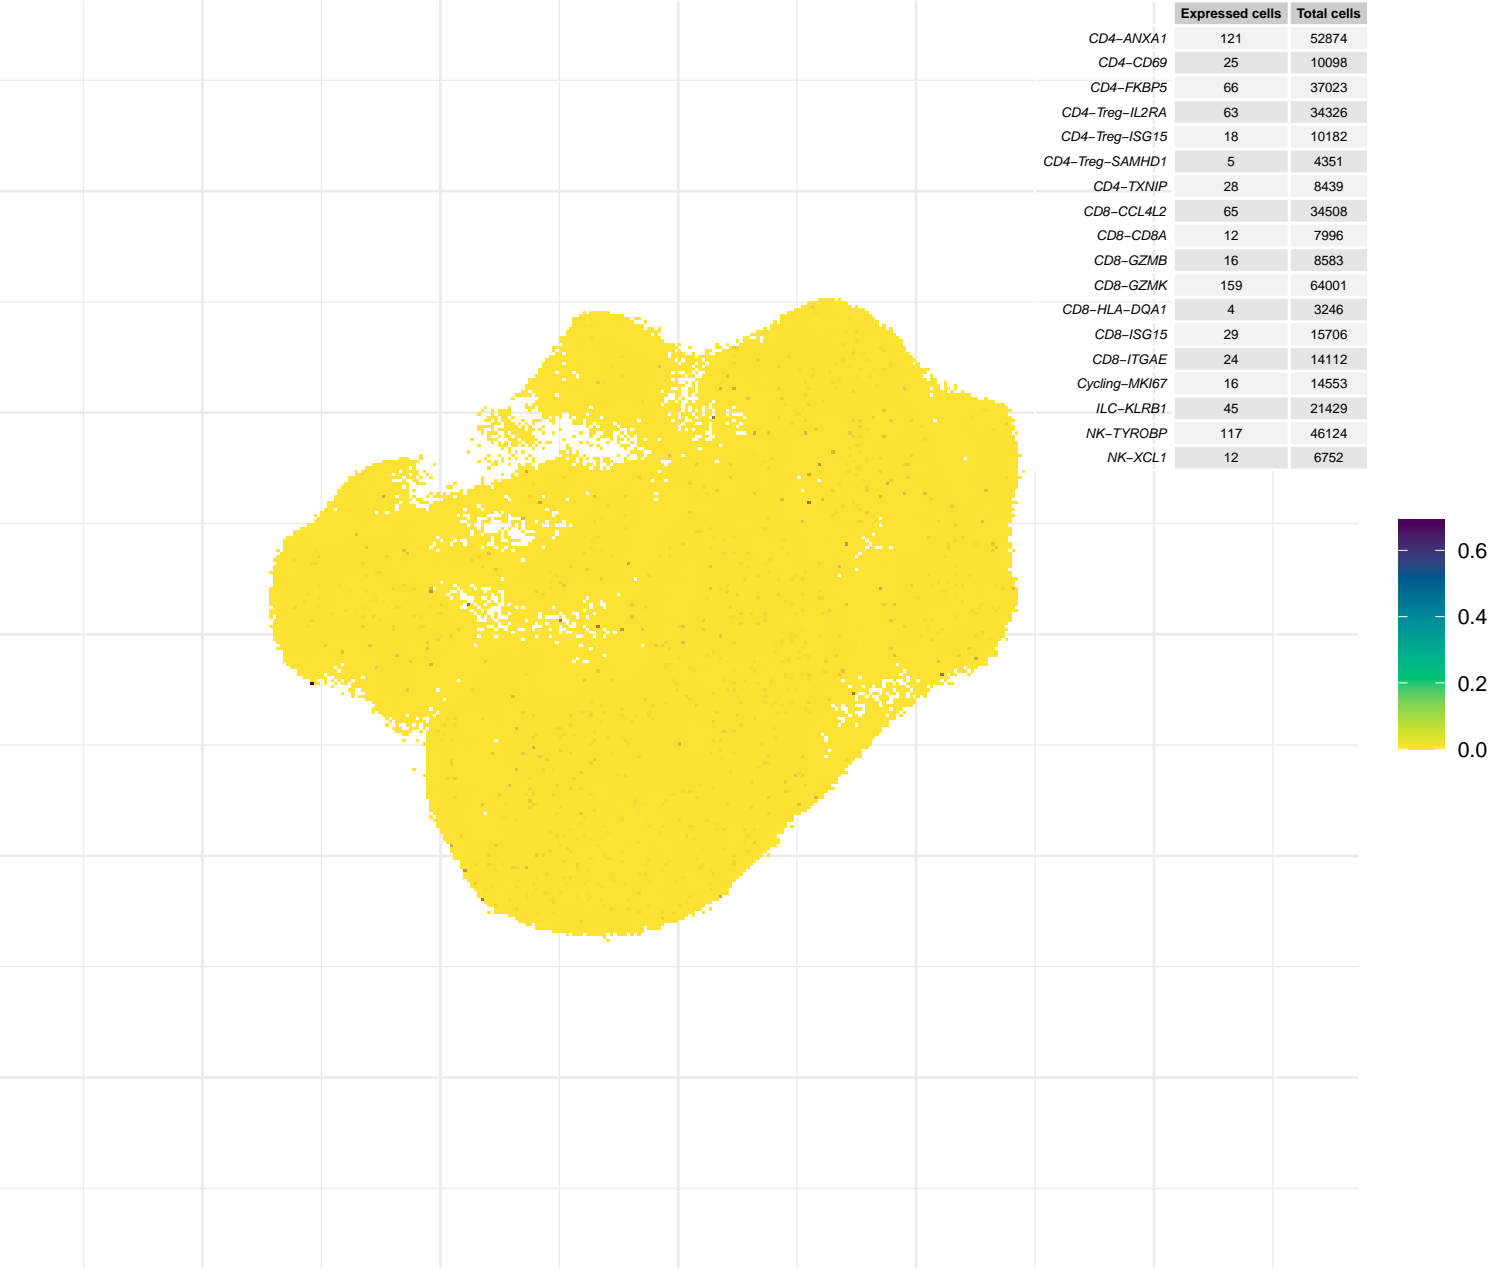 Expressed cells Total cells
CD4−ANXA1 121 52874
CD4−CD69 25 10098
CD4−FKBP5 66 37023
CD4−Treg−IL2RA 63 34326
CD4−Treg−ISG15 18 10182
CD4−Treg−SAMHD1 5 4351
CD4−TXNIP 28 8439
CD8−CCL4L2 65 34508
CD8−CD8A 12 7996
CD8−GZMB 16 8583
CD8−GZMK 159 64001
CD8−HLA−DQA1 4 3246
CD8−ISG15 29 15706
CD8−ITGAE 24 14112
Cycling−MKI67 16 14553
ILC−KLRB1 45 21429
NK−TYROBP 117 46124
NK−XCL1 12 6752
0.6
0.4
0.2
0.0